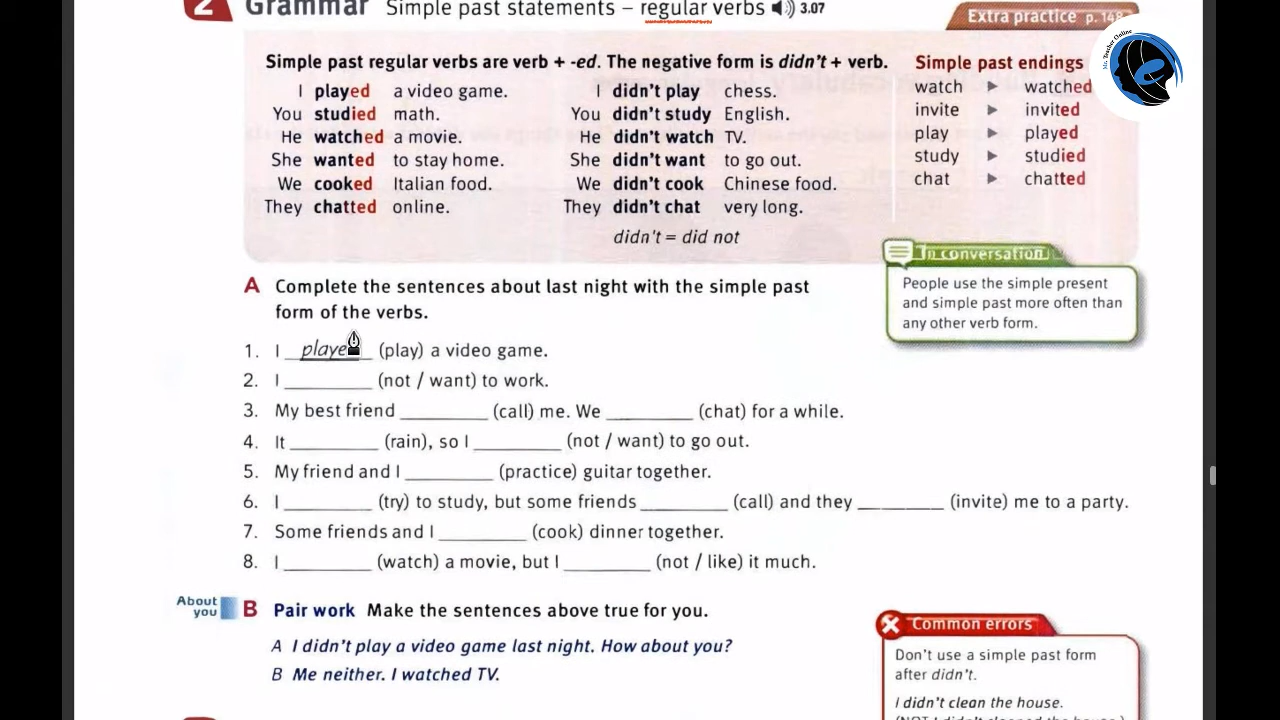 2 Grammar Simple past statements – regular verbs 3.07
Extra practice p. 148
Mr. Teacher Online
Simple past regular verbs are verb + -ed. The negative form is didn't + verb.
I played a video game.
You studied math.
He watched a movie.
She wanted to stay home.
We cooked Italian food.
They chatted online.
I didn't play chess.
You didn't study English.
He didn't watch TV.
She didn't want to go out.
We didn't cook Chinese food.
They didn't chat very long.
didn't = did not
Simple past endings
watch ▶ watched
invite ▶ invited
play ▶ played
study ▶ studied
chat ▶ chatted
In conversation
People use the simple present
and simple past more often than
any other verb form.
A Complete the sentences about last night with the simple past
form of the verbs.
1. I playe (play) a video game.
2. I ________ (not / want) to work.
3. My best friend ________ (call) me. We ________ (chat) for a while.
4. It ________ (rain), so I ________ (not / want) to go out.
5. My friend and I ________ (practice) guitar together.
6. I ________ (try) to study, but some friends ________ (call) and they ________ (invite) me to a party.
7. Some friends and I ________ (cook) dinner together.
8. I ________ (watch) a movie, but I ________ (not / like) it much.
About
you
B Pair work Make the sentences above true for you.
A I didn't play a video game last night. How about you?
B Me neither. I watched TV.
Common errors
Don't use a simple past form
after didn't.
I didn't clean the house.
(NOT I didn't cleaned the house.)